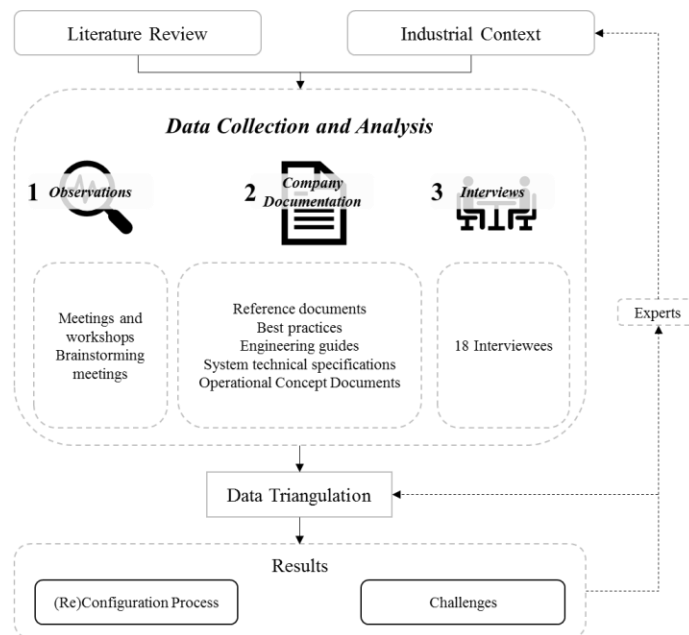 Literature Review
Industrial Context
Data Collection and Analysis
1 Observations
2 Company
Documentation
3 Interviews
Meetings and
workshops
Brainstorming
meetings
Reference documents
Best practices
Engineering guides
System technical specifications
Operational Concept Documents
18 Interviewees
Experts
Data Triangulation
Results
(Re)Configuration Process
Challenges